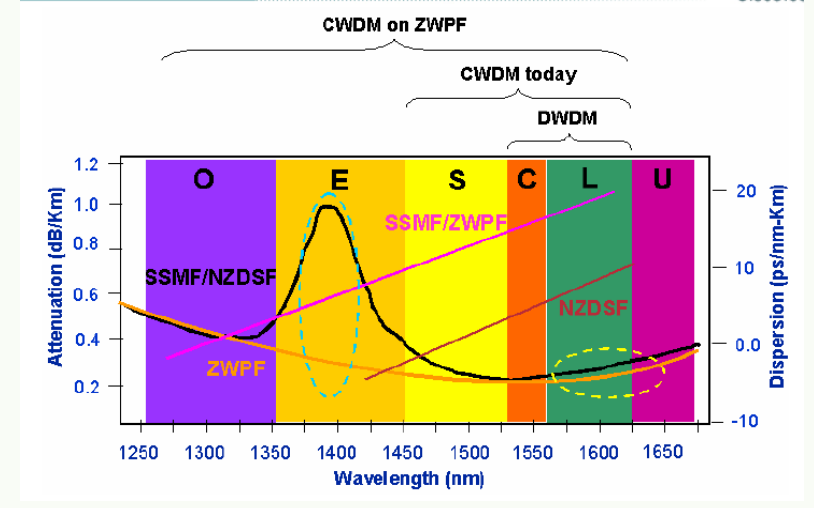 CWDM on ZWPF
CWDM today
DWDM
O E S C L U
1.2
1.0
0.8
0.6
0.4
0.2
Attenuation (dB/Km)
SSMF/ZWPF
SSMF/NZDSF
NZDSF
ZWPF
20
10
0.0
-10
Dispersion (ps/nm-Km)
1250 1300 1350 1400 1450 1500 1550 1600 1650
Wavelength (nm)